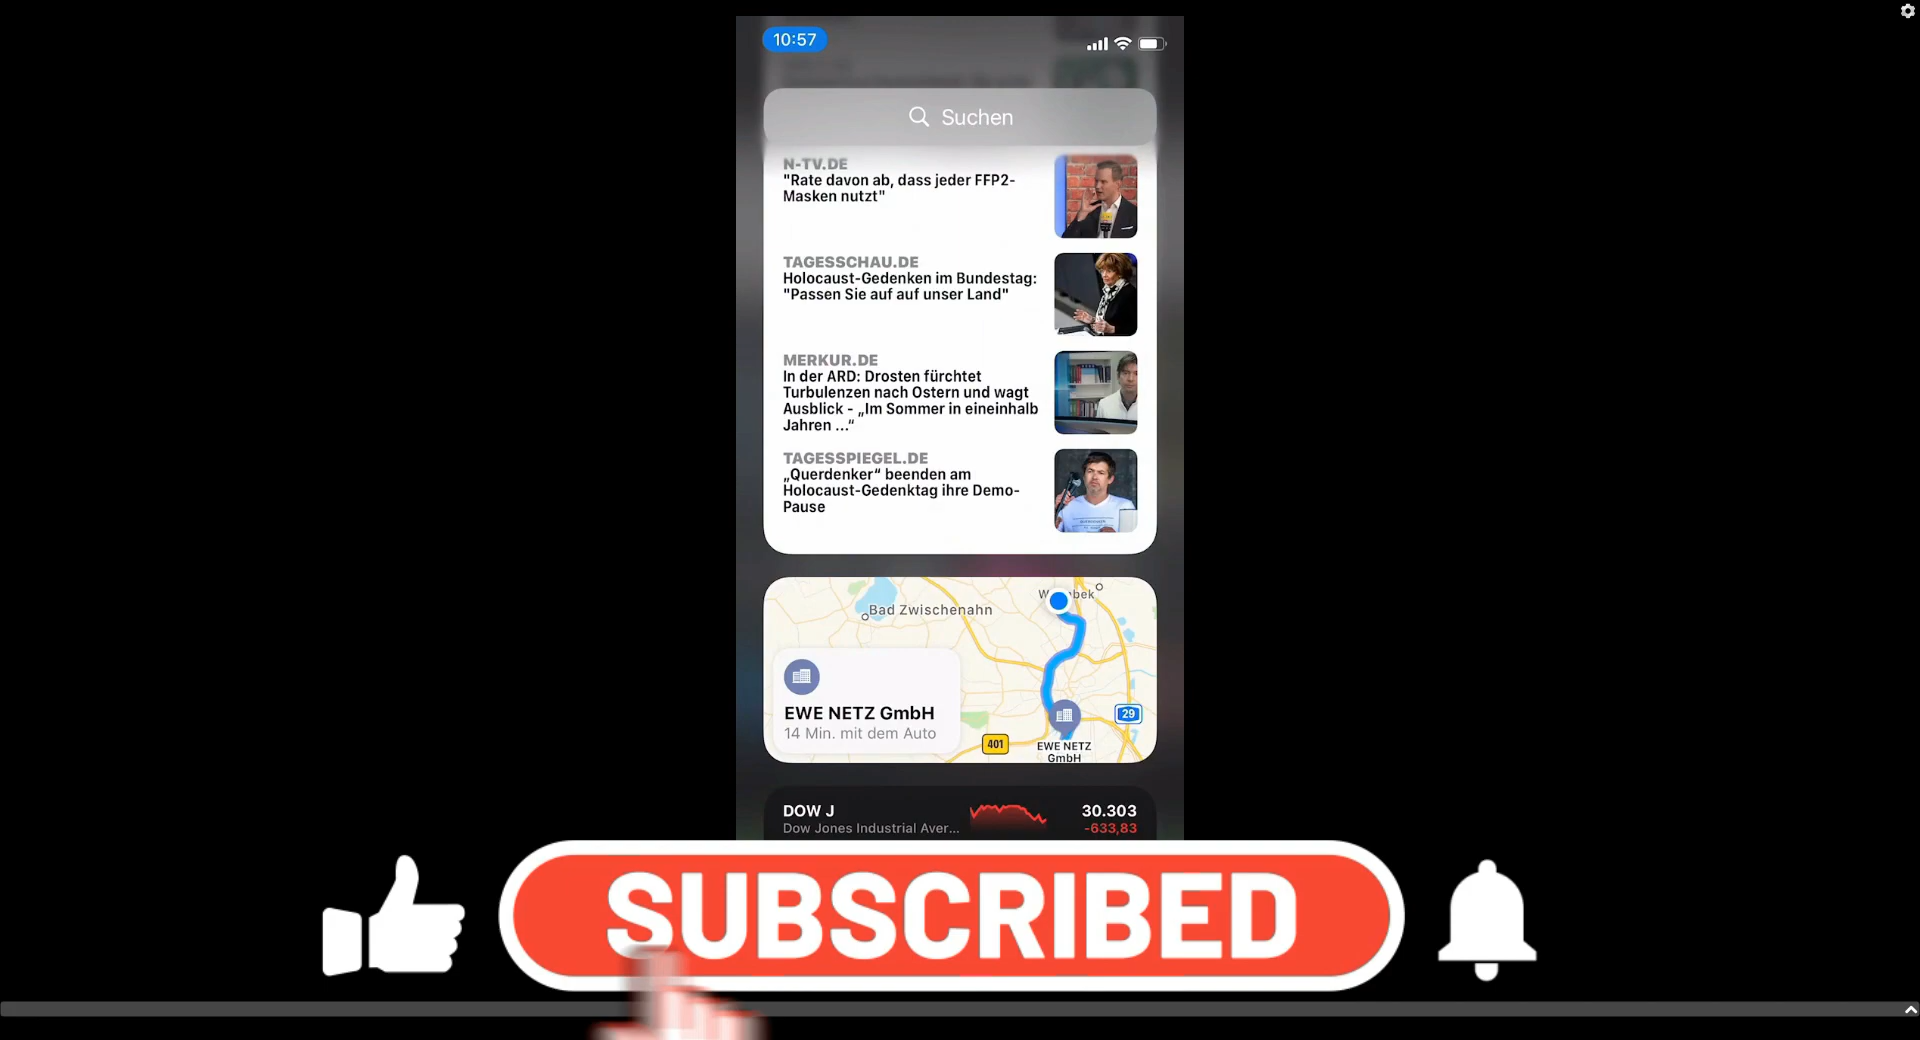 10:57
Suchen
N-TV.DE
"Rate davon ab, dass jeder FFP2-
Masken nutzt"
TAGESSCHAU.DE
Holocaust-Gedenken im Bundestag:
"Passen Sie auf auf unser Land"
MERKUR.DE
In der ARD: Drosten fürchtet
Turbulenzen nach Ostern und wagt
Ausblick - „Im Sommer in eineinhalb
Jahren ...“
TAGESSPIEGEL.DE
„Querdenker“ beenden am
Holocaust-Gedenktag ihre Demo-
Pause
Bad Zwischenahn
EWE NETZ GmbH
14 Min. mit dem Auto
29
401
EWE NETZ
GmbH
DOW J
30.303
Dow Jones Industrial Aver...
-633,83
SUBSCRIBED